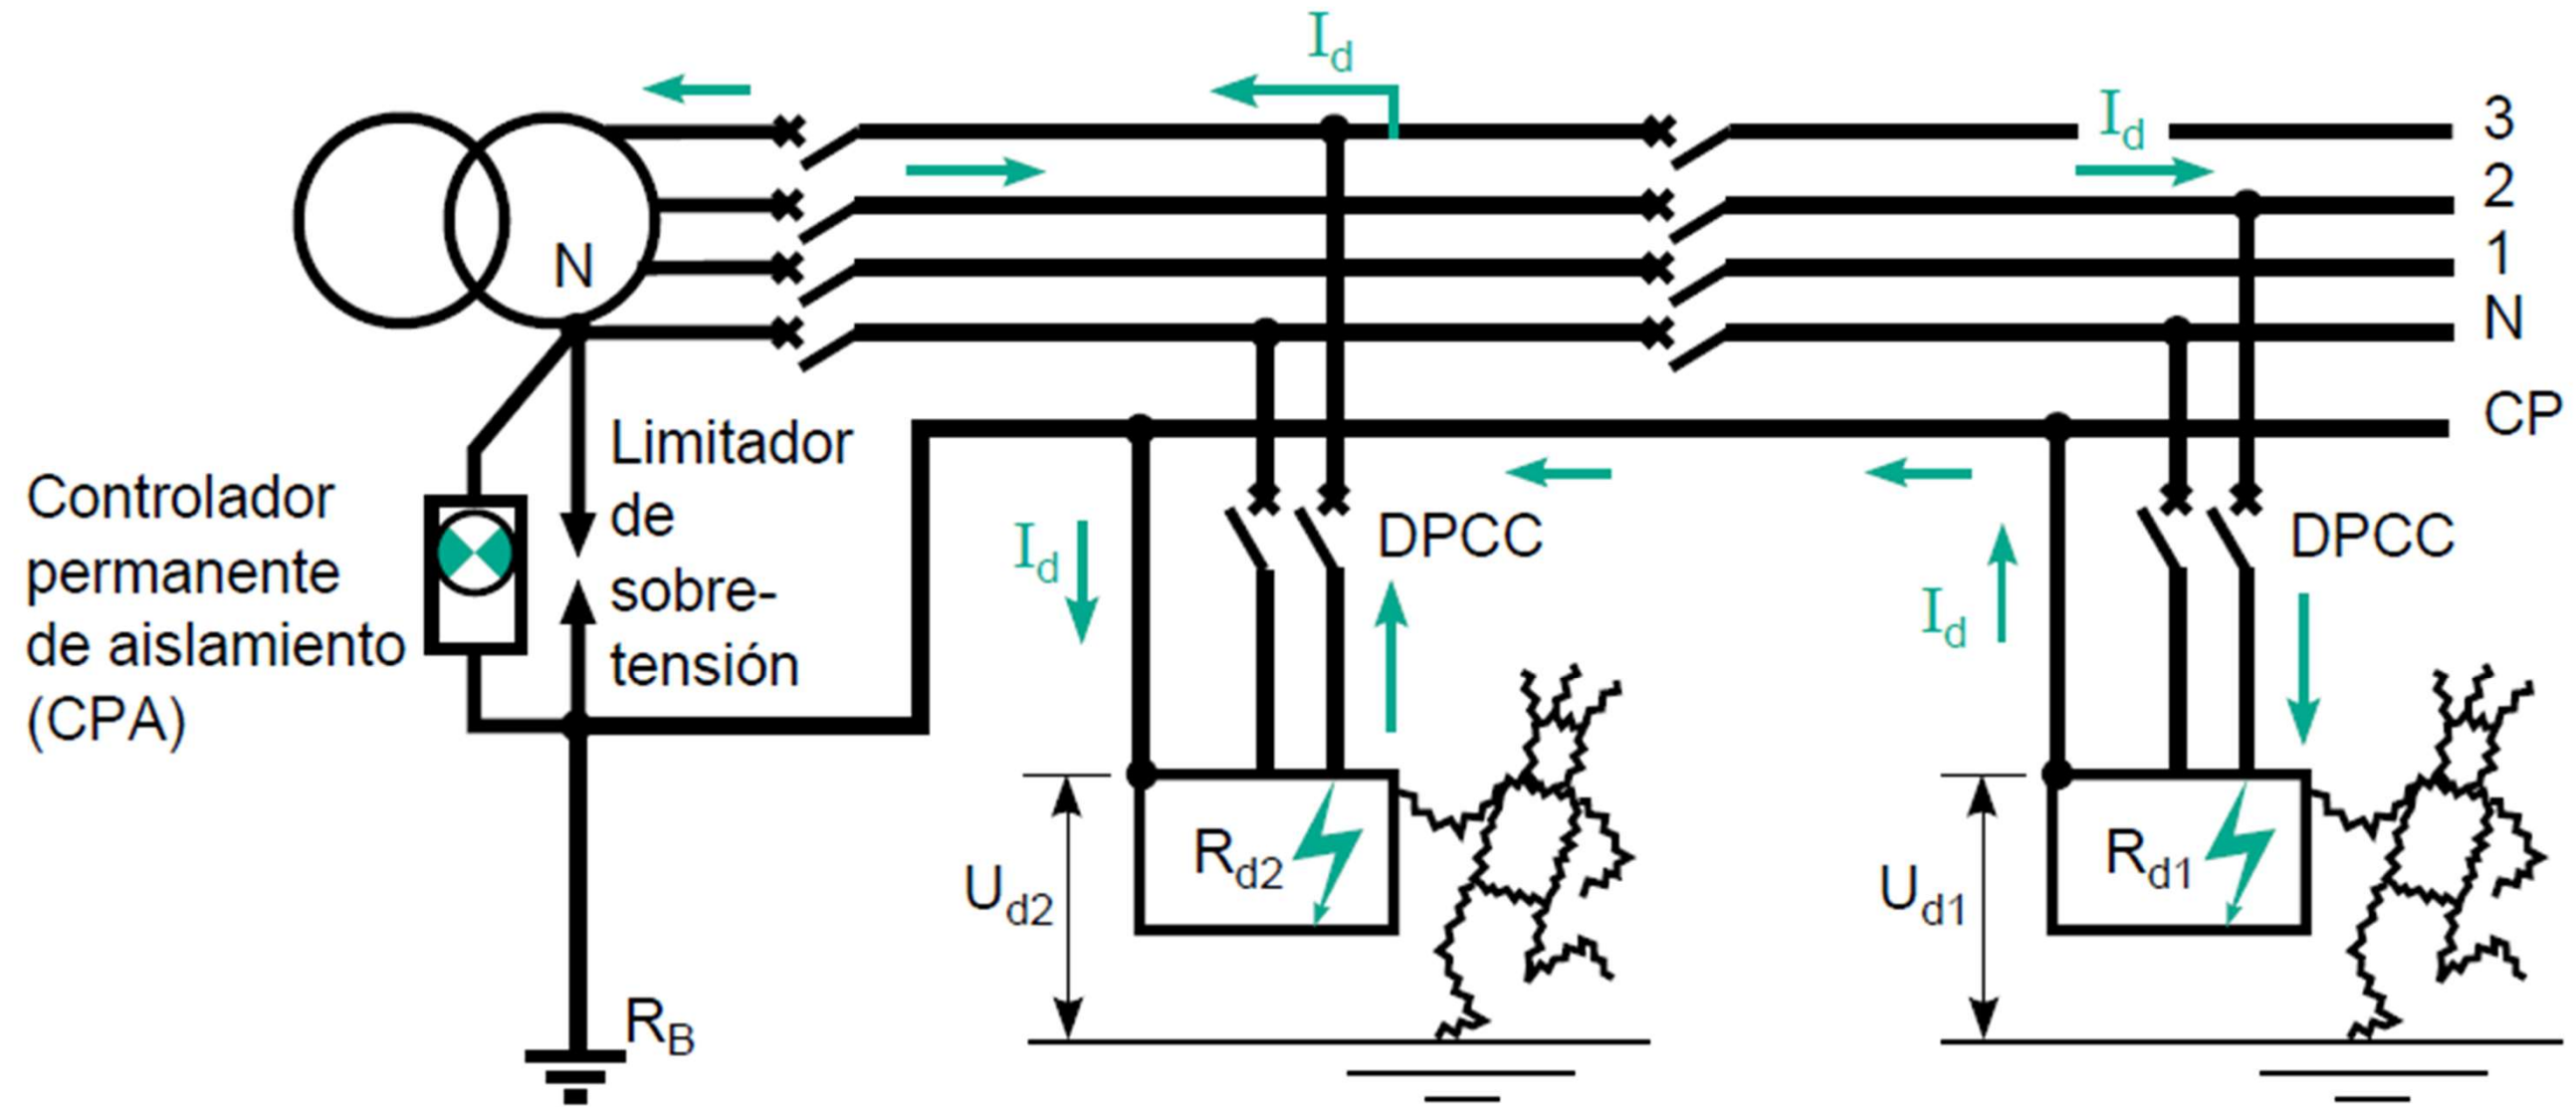 Id
Id
3
2
1
N
N
CP
Limitador
de
sobre-
tensión
Controlador
permanente
de aislamiento
(CPA)
Id
DPCC
Id
DPCC
Rd2
Ud2
Rd1
Ud1
RB